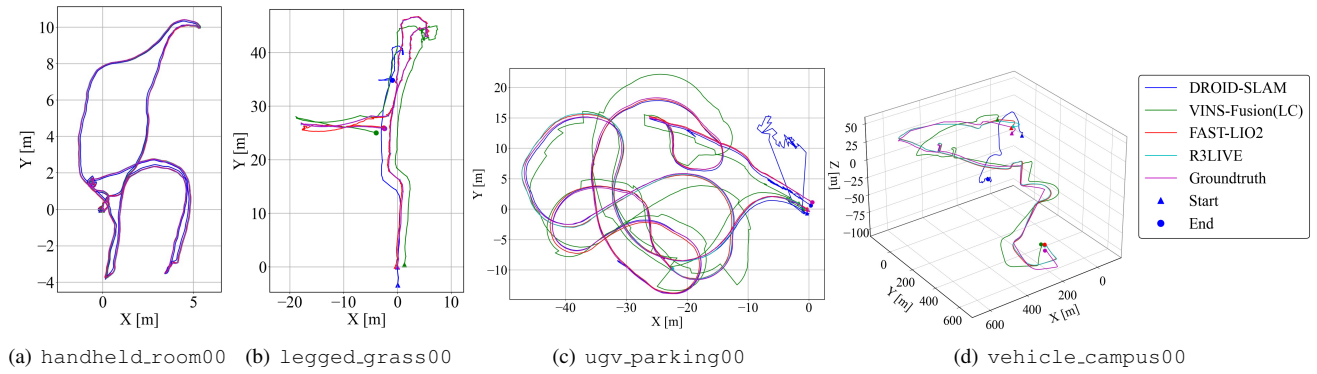 10
8
6
4
2
0
−2
−4
Y [m]
0
5
X [m]
40
30
20
10
0
Y [m]
−20
−10
0
10
X [m]
20
15
10
5
0
−5
−10
Y [m]
−40
−30
−20
−10
0
X [m]
50
25
0
−25
−50
−75
−100
Z [m]
0
200
400
600
Y [m]
600
400
200
0
X [m]
DROID-SLAM
VINS-Fusion(LC)
FAST-LIO2
R3LIVE
Groundtruth
Start
End
(a) handheld_room00 (b) legged_grass00 (c) ugv_parking00 (d) vehicle_campus00